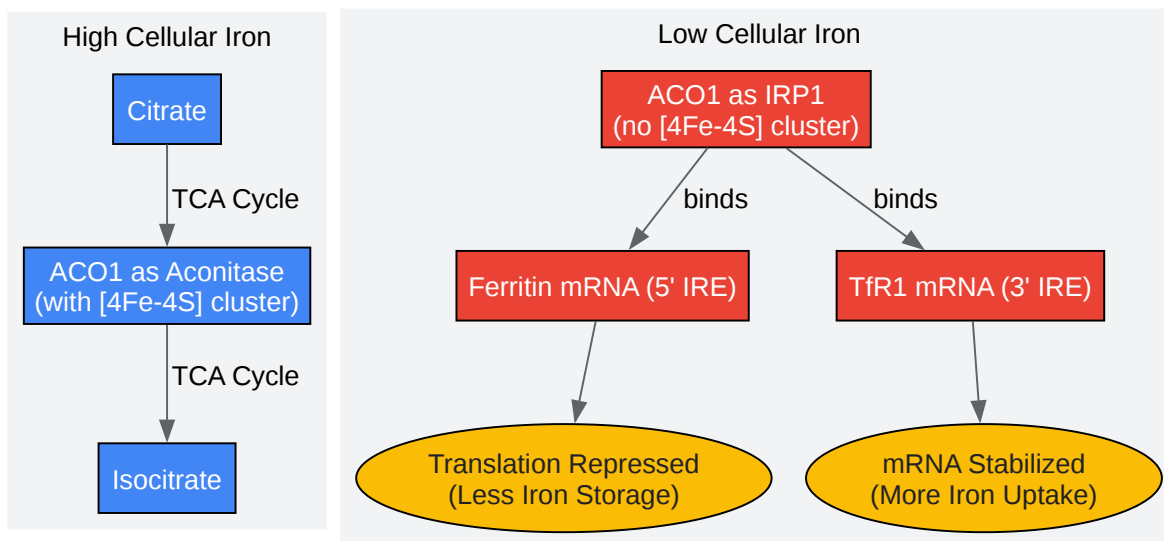 High Cellular Iron
Citrate
TCA Cycle
ACO1 as Aconitase
(with [4Fe-4S] cluster)
TCA Cycle
Isocitrate
Low Cellular Iron
ACO1 as IRP1
(no [4Fe-4S] cluster)
binds
binds
Ferritin mRNA (5' IRE)
TfR1 mRNA (3' IRE)
Translation Repressed
(Less Iron Storage)
mRNA Stabilized
(More Iron Uptake)